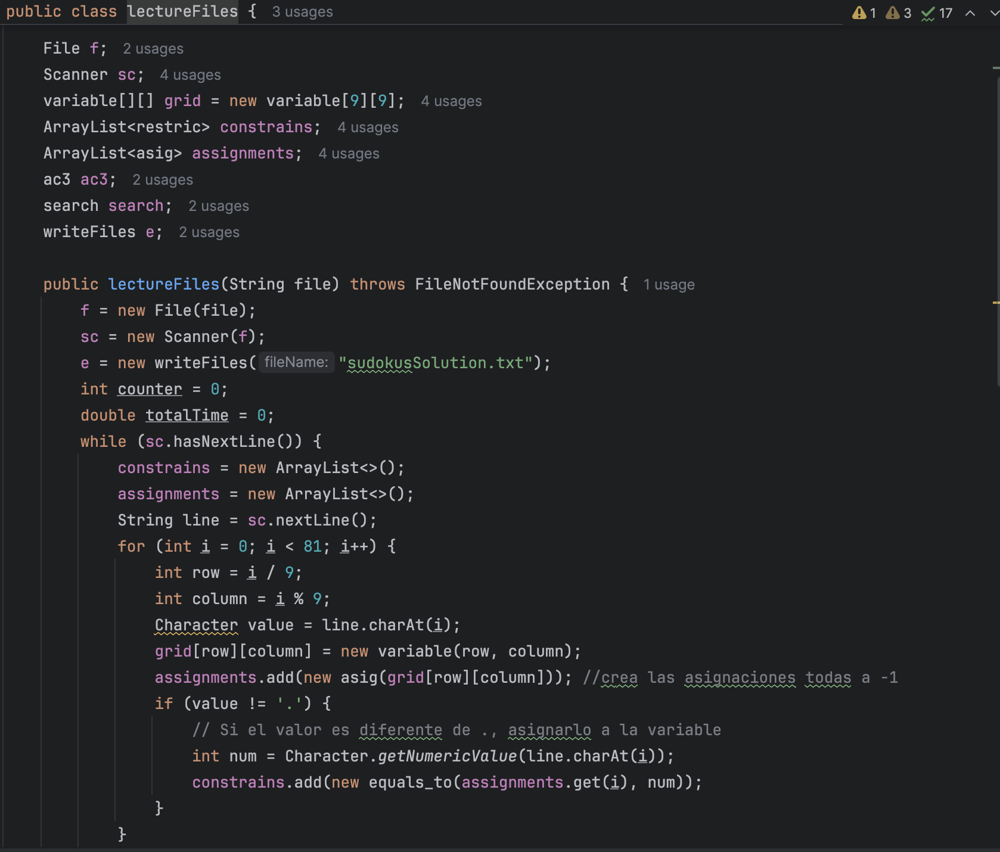 public class lectureFiles { 3 usages 1 3 17
File f; 2 usages
Scanner sc; 4 usages
variable[][] grid = new variable[9][9]; 4 usages
ArrayList<restric> constrains; 4 usages
ArrayList<asig> assignments; 4 usages
ac3 ac3; 2 usages
search search; 2 usages
writeFiles e; 2 usages
public lectureFiles(String file) throws FileNotFoundException { 1 usage
f = new File(file);
sc = new Scanner(f);
e = new writeFiles( fileName: "sudokusSolution.txt");
int counter = 0;
double totalTime = 0;
while (sc.hasNextLine()) {
constrains = new ArrayList<>();
assignments = new ArrayList<>();
String line = sc.nextLine();
for (int i = 0; i < 81; i++) {
int row = i / 9;
int column = i % 9;
Character value = line.charAt(i);
grid[row][column] = new variable(row, column);
assignments.add(new asig(grid[row][column])); //crea las asignaciones todas a -1
if (value != '.') {
// Si el valor es diferente de ., asignarlo a la variable
int num = Character.getNumericValue(line.charAt(i));
constrains.add(new equals_to(assignments.get(i), num));
}
}